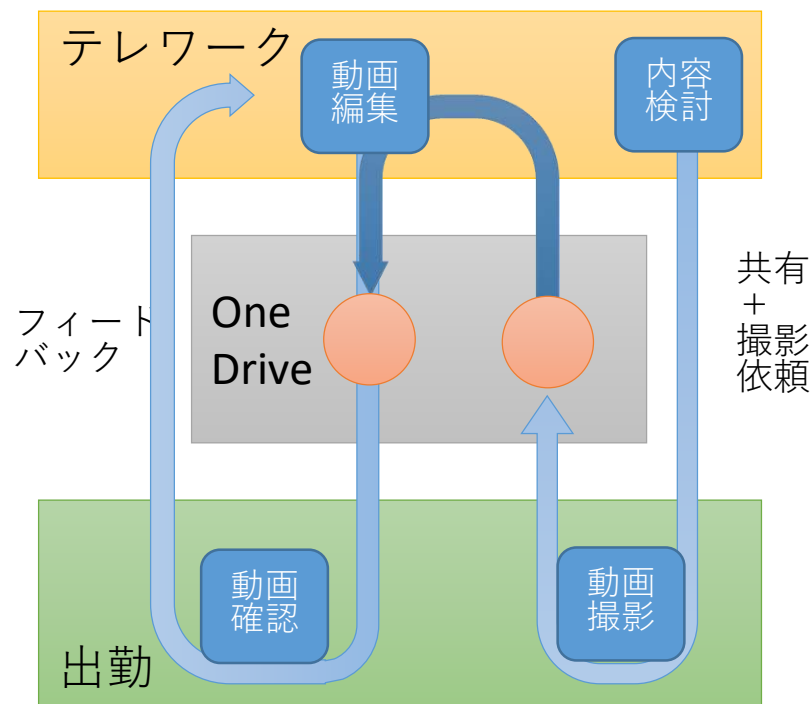 テレワーク
動画
編集
内容
検討
共有
+
撮影
依頼
フィード
バック
One
Drive
動画
確認
動画
撮影
出勤